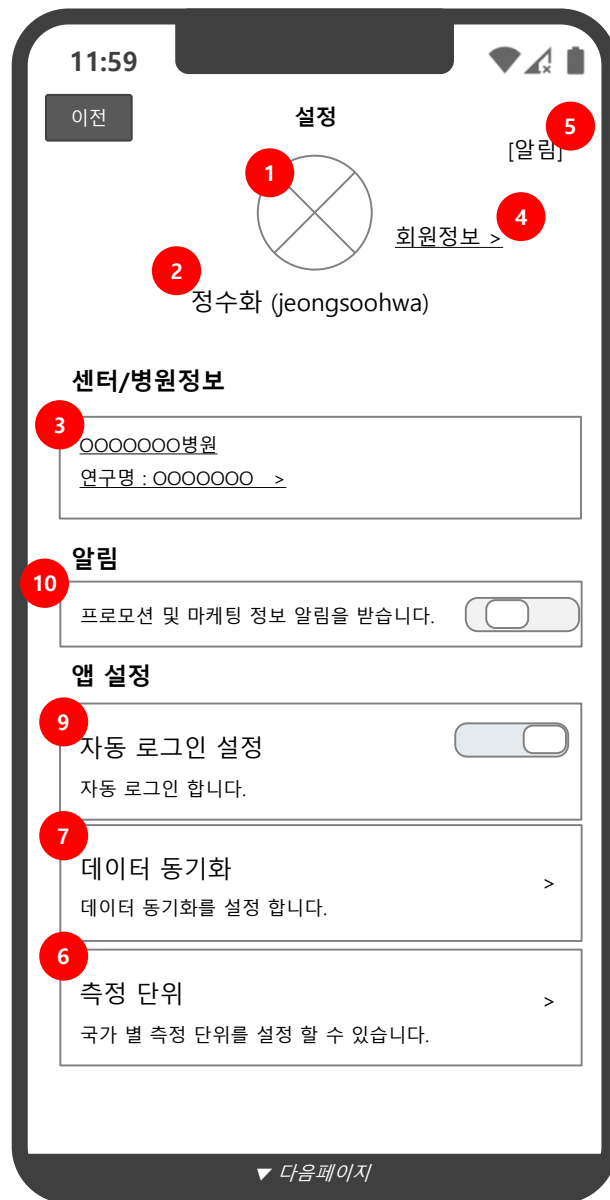 11:59
이전
설정
5
[알림]
1
4
회원정보 >
2
정수화 (jeongsoohwa)
센터/병원정보
3
OOOOOOO병원
연구명 : OOOOOOO >
알림
10
프로모션 및 마케팅 정보 알림을 받습니다.
앱 설정
9
자동 로그인 설정
자동 로그인 합니다.
7
데이터 동기화
>
데이터 동기화를 설정 합니다.
6
측정 단위
>
국가 별 측정 단위를 설정 할 수 있습니다.
▼ 다음페이지